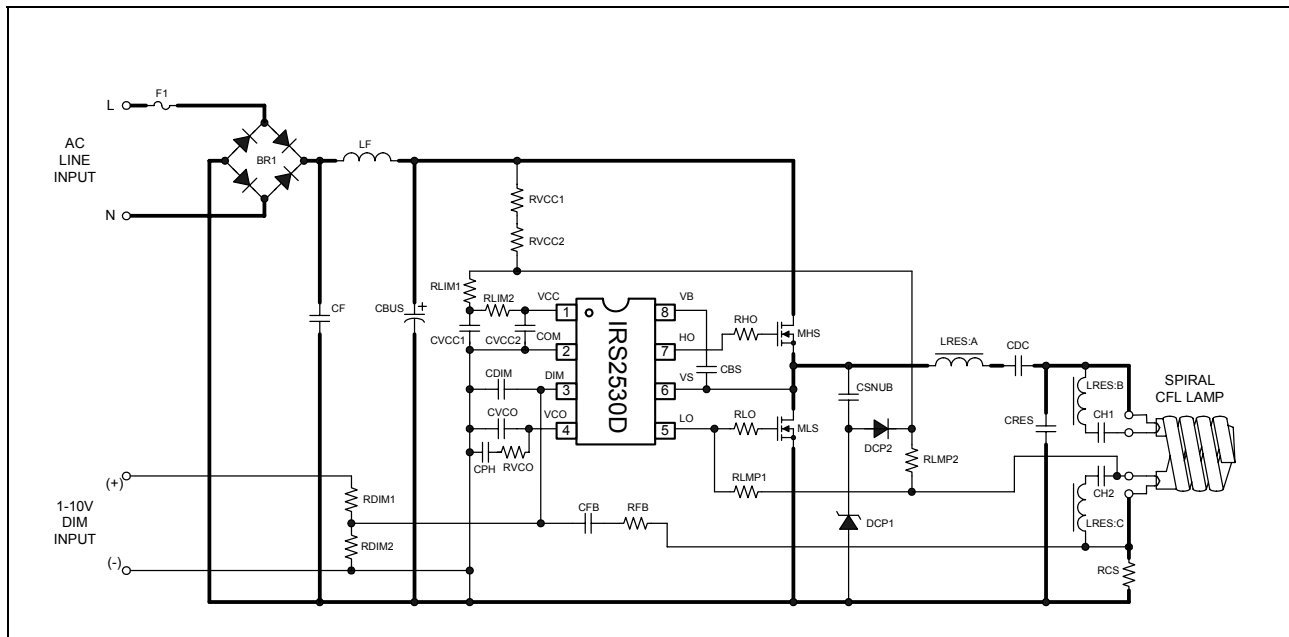 F1
L
AC
LINE
INPUT
BR1
LF
N
RVCC1
RVCC2
RLIM1
RLIM2
VCC
1
8
VB
CF
CBUS
+
CVCC1
CVCC2
COM
2
7
HO
RHO
MHS
IRS2530D
CDIM
DIM
3
6
VS
CBS
CVCO
VCO
4
5
LO
RLO
MLS
CPH
RVCO
LRES:A
CDC
CSNUB
DCP2
RLMP1
RLMP2
DCP1
CRES
LRES:B
CH1
SPIRAL
CFL LAMP
CH2
LRES:C
RCS
(+)
1-10V
DIM
INPUT
(-)
RDIM1
RDIM2
CFB
RFB